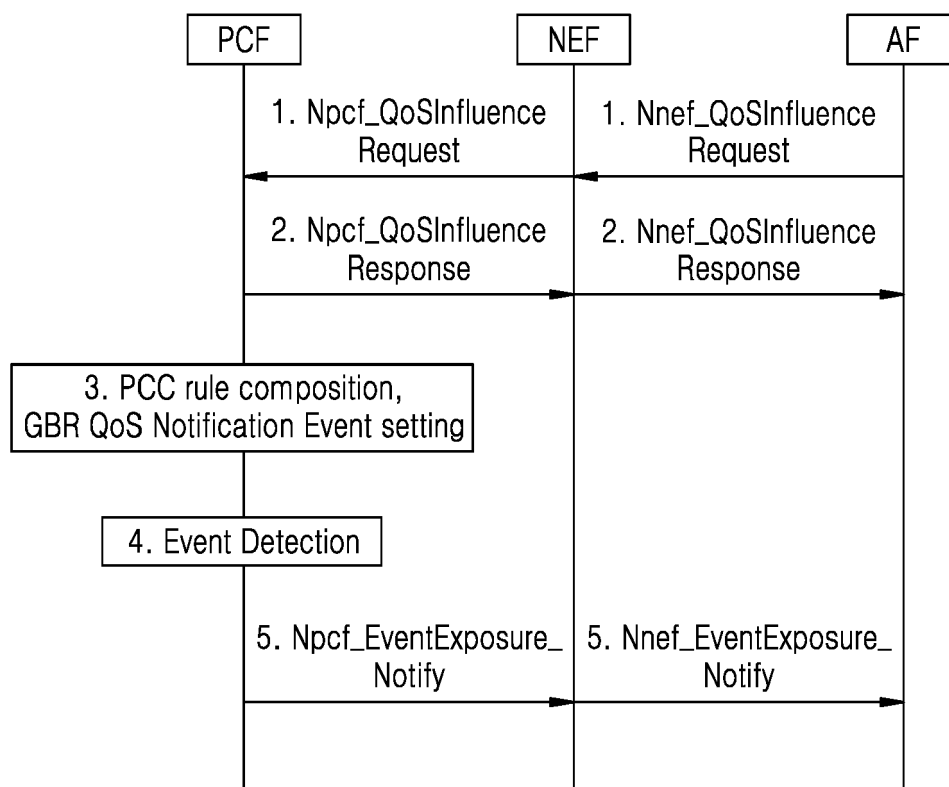 PCF
NEF
AF
1. Npcf_QoSInfluence
Request
1. Nnef_QoSInfluence
Request
2. Npcf_QoSInfluence
Response
2. Nnef_QoSInfluence
Response
3. PCC rule composition,
GBR QoS Notification Event setting
4. Event Detection
5. Npcf_EventExposure_
Notify
5. Nnef_EventExposure_
Notify